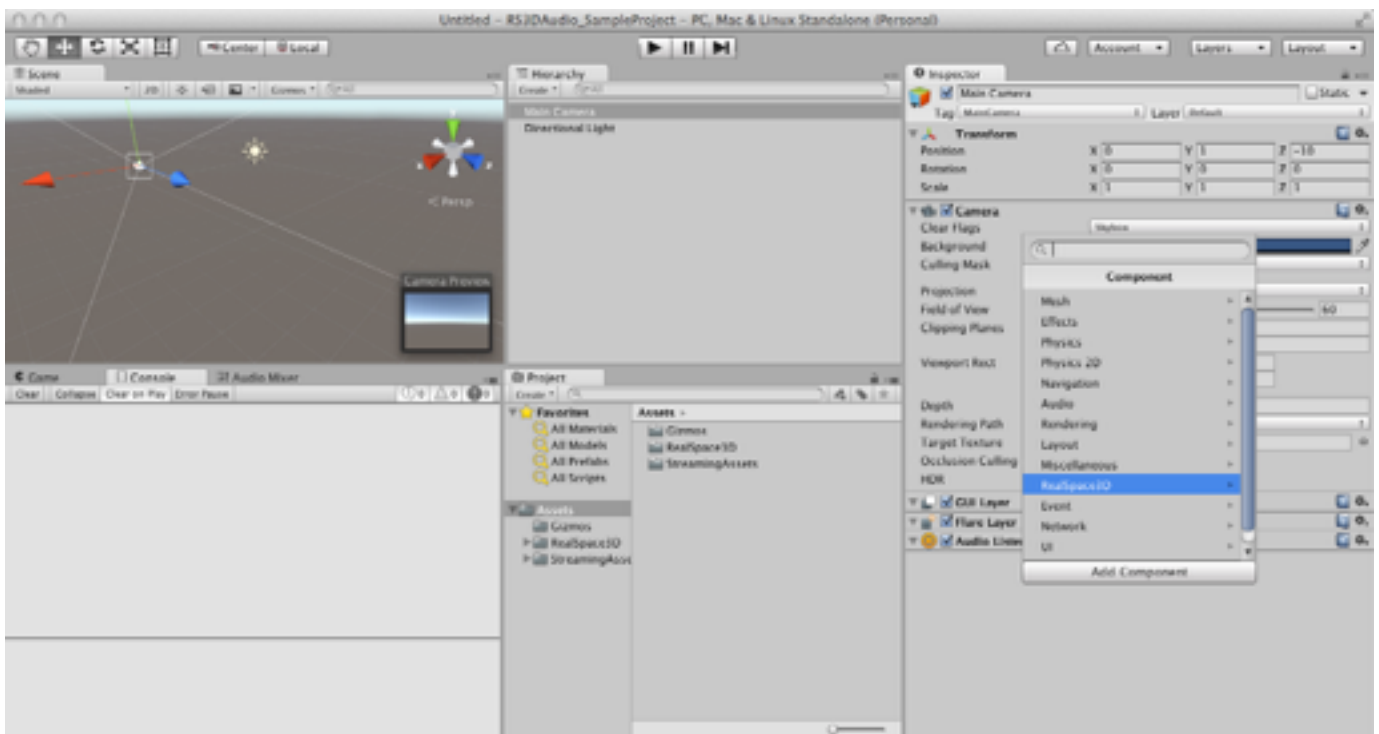 Untitled - RS3DAudio_SampleProject - PC, Mac & Linux Standalone (Personal)
Center Local
Account Layers Layout
Scene
Shaded 2D Gizmos
Persp
Camera Preview
Hierarchy
Create
Main Camera
Directional Light
Game Console Audio Mixer
Clear Collapse Clear on Play Error Pause
Project
Create
Favorites
All Materials
All Models
All Prefabs
All Scripts
Assets
Gizmos
RealSpace3D
StreamingAsse
Assets
Gizmos
RealSpace3D
StreamingAssets
Inspector
Main Camera Static
Tag MainCamera Layer Default
Transform
Position X 0 Y 1 Z -10
Rotation X 0 Y 0 Z 0
Scale X 1 Y 1 Z 1
Camera
Clear Flags Skybox
Background
Culling Mask
Projection
Field of View 60
Clipping Planes
Viewport Rect
Depth
Rendering Path
Target Texture
Occlusion Culling
HDR
GUI Layer
Flare Layer
Audio Listen
Component
Mesh
Effects
Physics
Physics 2D
Navigation
Audio
Rendering
Layout
Miscellaneous
RealSpace3D
Event
Network
UI
Add Component